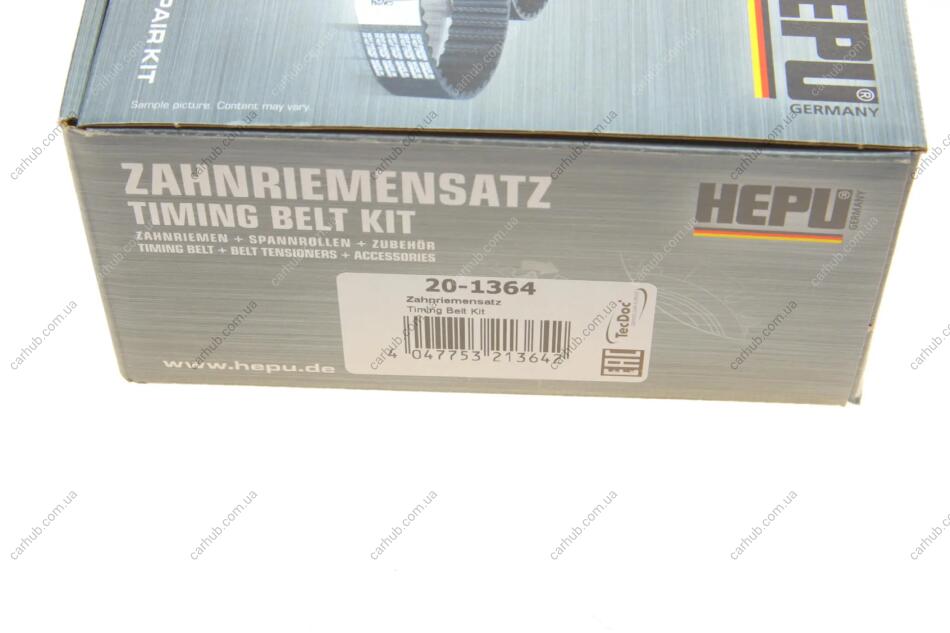 PAIR KIT
Sample picture. Content may vary
HEPU®
GERMANY
ZAHNRIEMENSATZ
TIMING BELT KIT
ZAHNRIEMEN + SPANNROLLEN + ZUBEHÖR
TIMING BELT + BELT TENSIONERS + ACCESSORIES
HEPU®
GERMANY
20-1364
Zahnriemensatz
Timing Belt Kit
TecDoc
4 047753 213642
EAC
www.hepu.de
carhub.com.ua